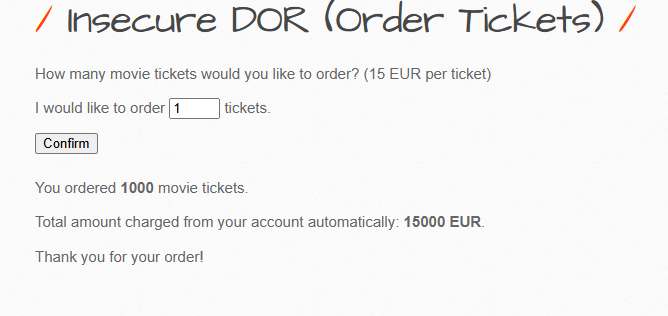 / Insecure DOR (Order Tickets) /
How many movie tickets would you like to order? (15 EUR per ticket)
I would like to order 1 tickets.
Confirm
You ordered 1000 movie tickets.
Total amount charged from your account automatically: 15000 EUR.
Thank you for your order!